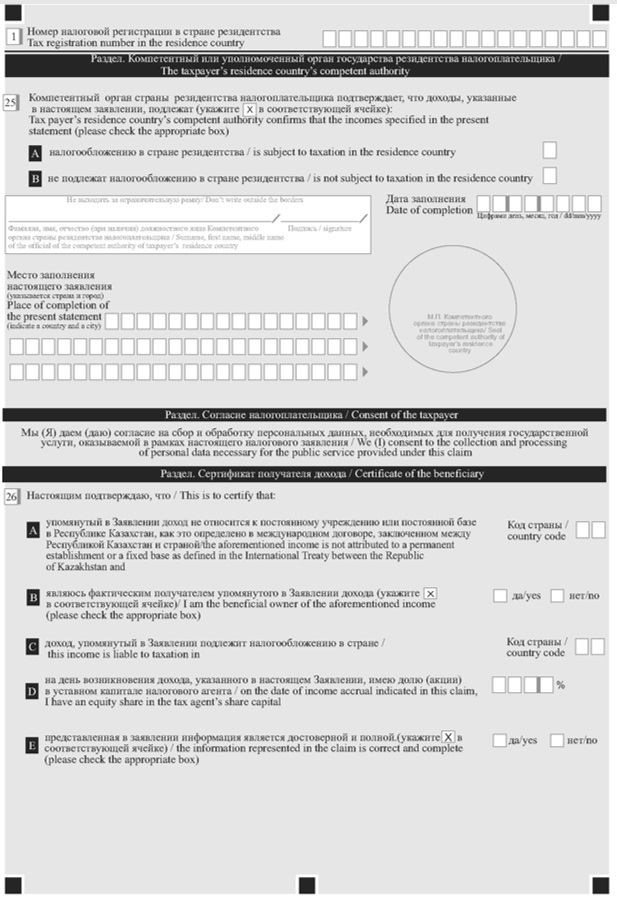 1
Номер налоговой регистрации в стране резидентства
Tax registration number in the residence country
Раздел. Компетентный или уполномоченный орган государства резидентства налогоплательщика /
The taxpayer's residence country's competent authority
25
Компетентный орган страны резидентства налогоплательщика подтверждает, что доходы, указанные
в настоящем заявлении, подлежат (укажите X в соответствующей ячейке):
Tax payer's residence country's competent authority confirms that the incomes specified in the present
statement (please check the appropriate box)
A налогообложению в стране резидентства / is subject to taxation in the residence country
B не подлежат налогообложению в стране резидентства / is not subject to taxation in the residence country
Не выходить за ограничительную рамку/ Don't write outside the borders
Фамилия, имя, отчество (при наличии) должностного лица Компетентного
органа страны резидентства налогоплательщика / Surname, first name, middle name
of the official of the competent authority of taxpayer's residence country
Подпись / signature
Дата заполнения
Date of completion
Цифрами день, месяц, год / dd/mm/yyyy
Место заполнения
настоящего заявления
(указывается страна и город)
Place of completion of
the present statement
(indicate a country and a city)
М.П. Компетентного
органа страны резидентства
налогоплательщика/ Seal
of the competent authority of
taxpayer's residence
country
Раздел. Согласие налогоплательщика / Consent of the taxpayer
Мы (Я) даем (даю) согласие на сбор и обработку персональных данных, необходимых для получения государственной
услуги, оказываемой в рамках настоящего налогового заявления / We (I) consent to the collection and processing
of personal data necessary for the public service provided under this claim
Раздел. Сертификат получателя дохода / Certificate of the beneficiary
26 Настоящим подтверждаю, что / This is to certify that:
A
упомянутый в Заявлении доход не относится к постоянному учреждению или постоянной базе
в Республике Казахстан, как это определено в международном договоре, заключенном между
Республикой Казахстан и страной/the aforementioned income is not attributed to a permanent
establishment or a fixed base as defined in the International Treaty between the Republic
of Kazakhstan and
Код страны /
country code
B
являюсь фактическим получателем упомянутого в Заявлении дохода (укажите X
в соответствующей ячейке)/ I am the beneficial owner of the aforementioned income
(please check the appropriate box)
да/yes нет/no
C
доход, упомянутый в Заявлении подлежит налогообложению в стране /
this income is liable to taxation in
Код страны /
country code
D
на день возникновения дохода, указанного в настоящем Заявлении, имею долю (акции)
в уставном капитале налогового агента / on the date of income accrual indicated in this claim,
I have an equity share in the tax agent's share capital
%
E
представленная в заявлении информация является достоверной и полной.(укажите X в
соответствующей ячейке) / the information represented in the claim is correct and complete
(please check the appropriate box)
да/yes нет/no